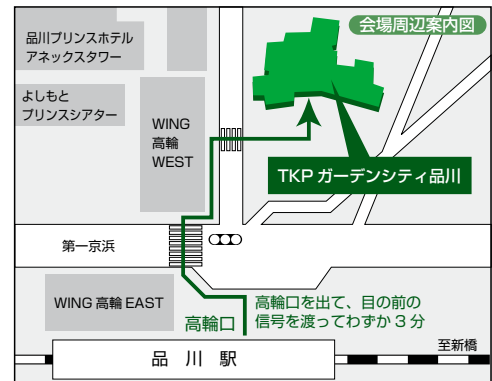 会場周辺案内図
品川プリンスホテル
アネックスタワー
よしもと
プリンスシアター
WING
高輪
WEST
TKP ガーデンシティ品川
第一京浜
WING 高輪 EAST
高輪口
高輪口を出て、目の前の
信号を渡ってわずか 3 分
至新橋
品 川 駅